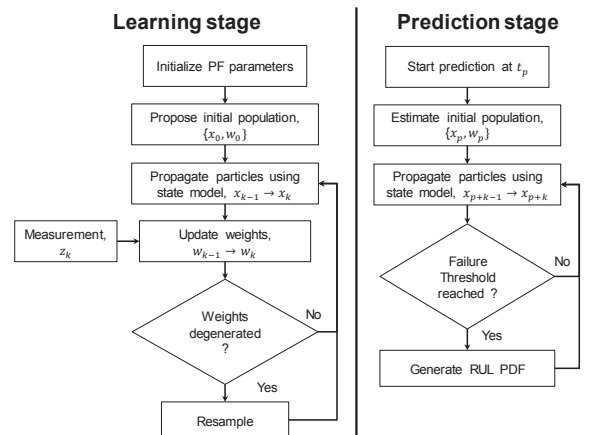 Learning stage
Initialize PF parameters
Propose initial population,
{x₀, w₀}
Propagate particles using
state model, xₖ₋₁ → xₖ
Measurement,
zₖ
Update weights,
wₖ₋₁ → wₖ
Weights
degenerated
?
No
Yes
Resample
Prediction stage
Start prediction at tₚ
Estimate initial population,
{xₚ, wₚ}
Propagate particles using
state model, xₚ₊ₖ₋₁ → xₚ₊ₖ
Failure
Threshold
reached ?
No
Yes
Generate RUL PDF